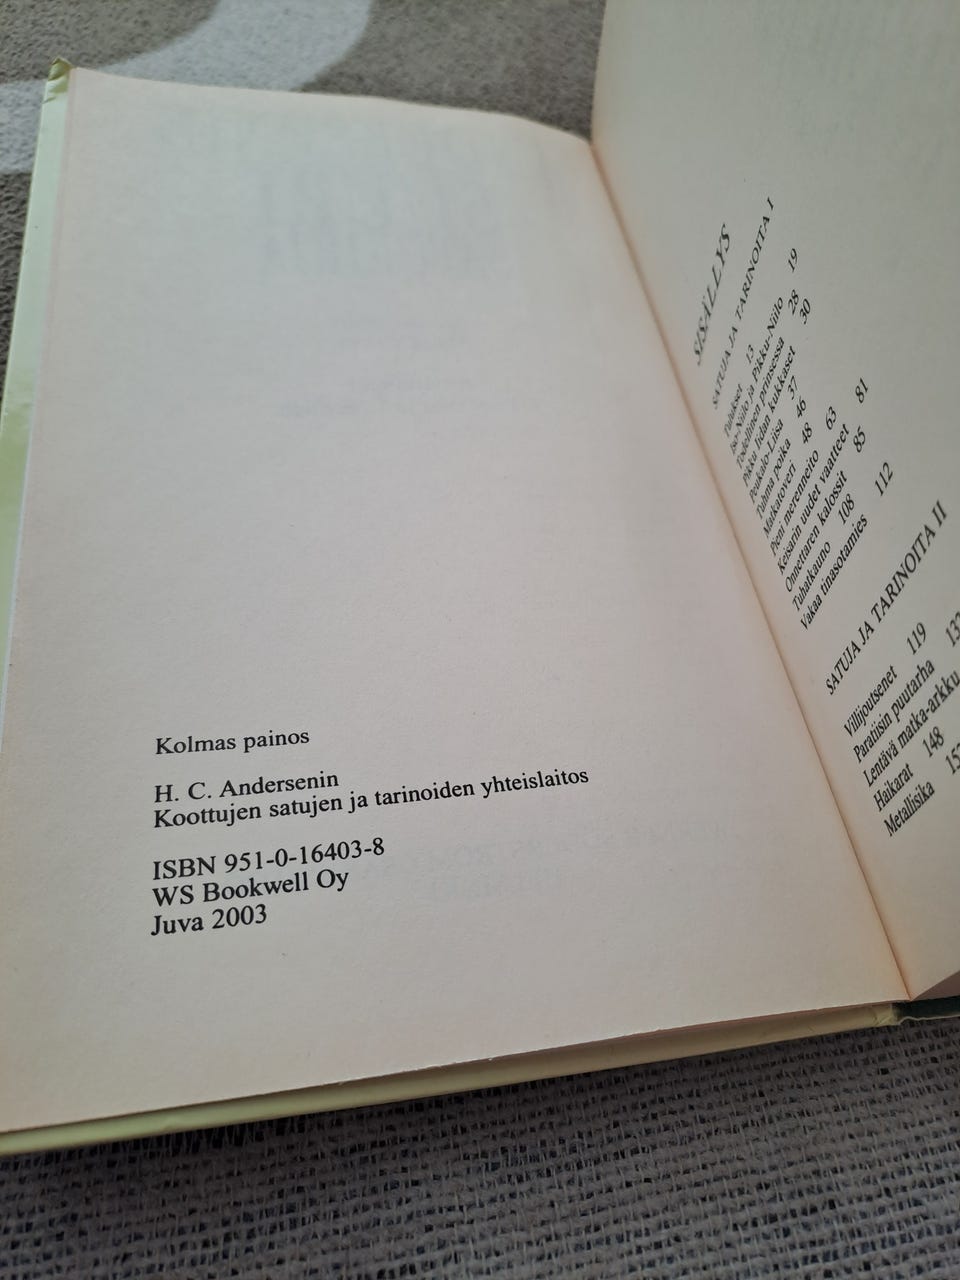 Kolmas painos
H. C. Andersenin
Koottujen satujen ja tarinoiden yhteislaitos
ISBN 951-0-16403-8
WS Bookwell Oy
Juva 2003
SISÄLLYS
SATUJA JA TARINOITA I
Tulukset 13
Iso-Niilo ja Pikku-Niilo 19
Todellinen prinsessa 28
Pikku Iidan kukkaset 30
Peukalo-Liisa 37
Tuhma poika 46
Matkatoveri 48
Pieni merenneito 63
Keisarin uudet vaatteet 81
Onnettaren kalossit 85
Tuhatkauno 108
Vakaa tinasotamies 112
SATUJA JA TARINOITA II
Villijoutsenet 119
Paratiisin puutarha
Lentävä matka-arkku
Haikarat 148
Metallisika